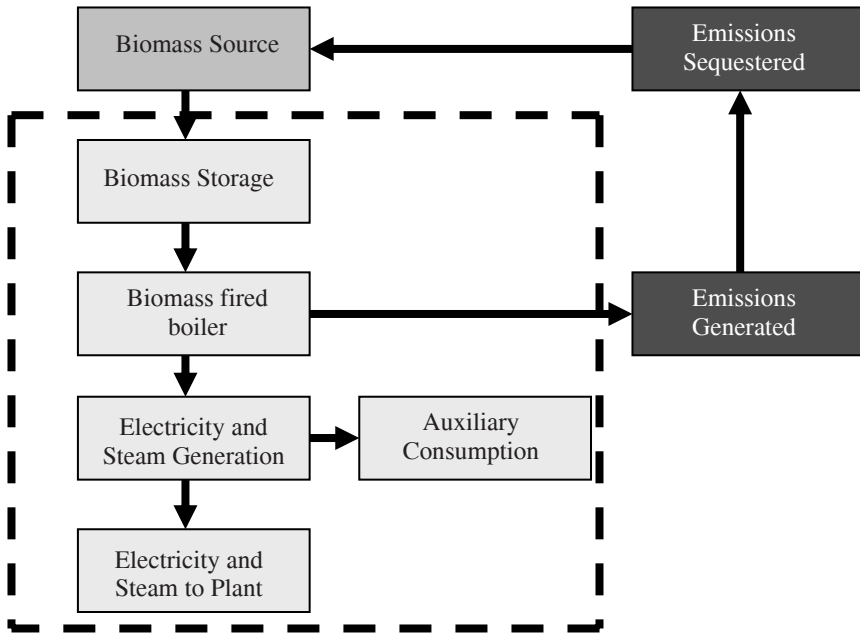 Biomass Source
Emissions
Sequestered
Biomass Storage
Biomass fired
boiler
Emissions
Generated
Electricity and
Steam Generation
Auxiliary
Consumption
Electricity and
Steam to Plant